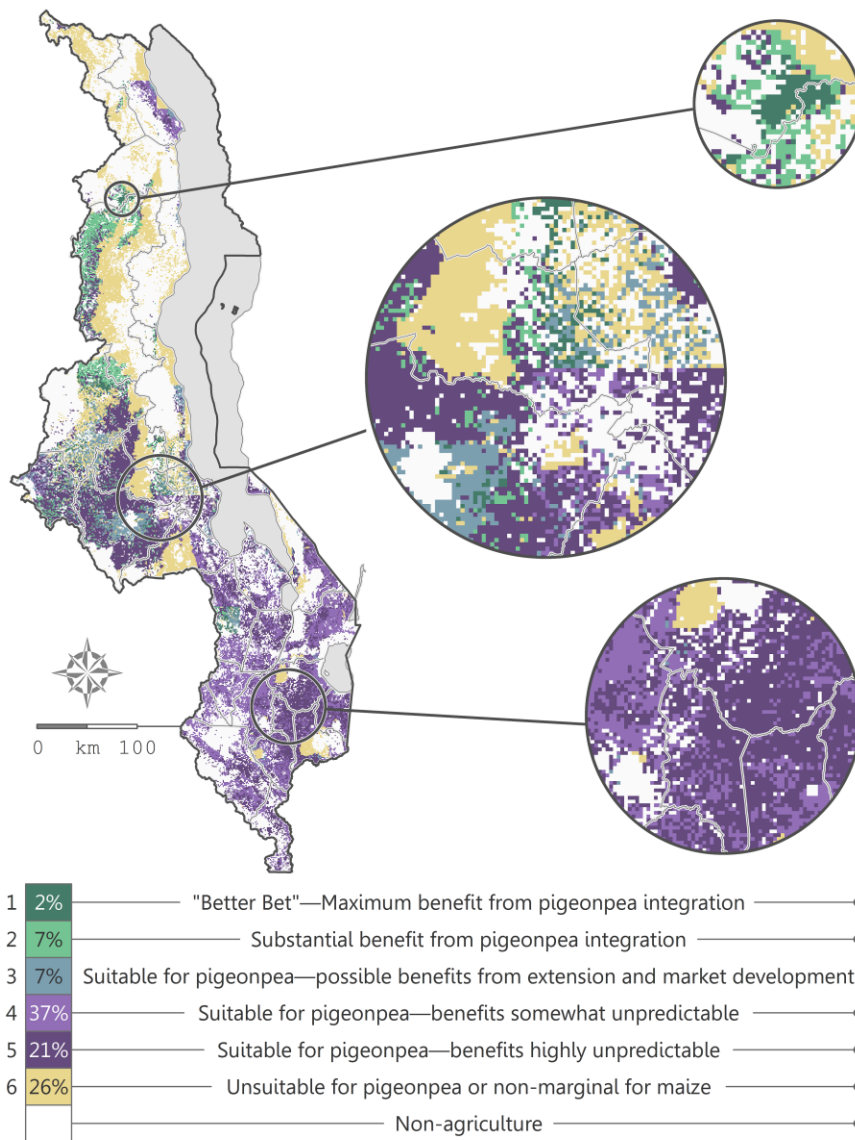 0 km 100
1 2% "Better Bet"—Maximum benefit from pigeonpea integration
2 7% Substantial benefit from pigeonpea integration
3 7% Suitable for pigeonpea—possible benefits from extension and market development
4 37% Suitable for pigeonpea—benefits somewhat unpredictable
5 21% Suitable for pigeonpea—benefits highly unpredictable
6 26% Unsuitable for pigeonpea or non-marginal for maize
Non-agriculture